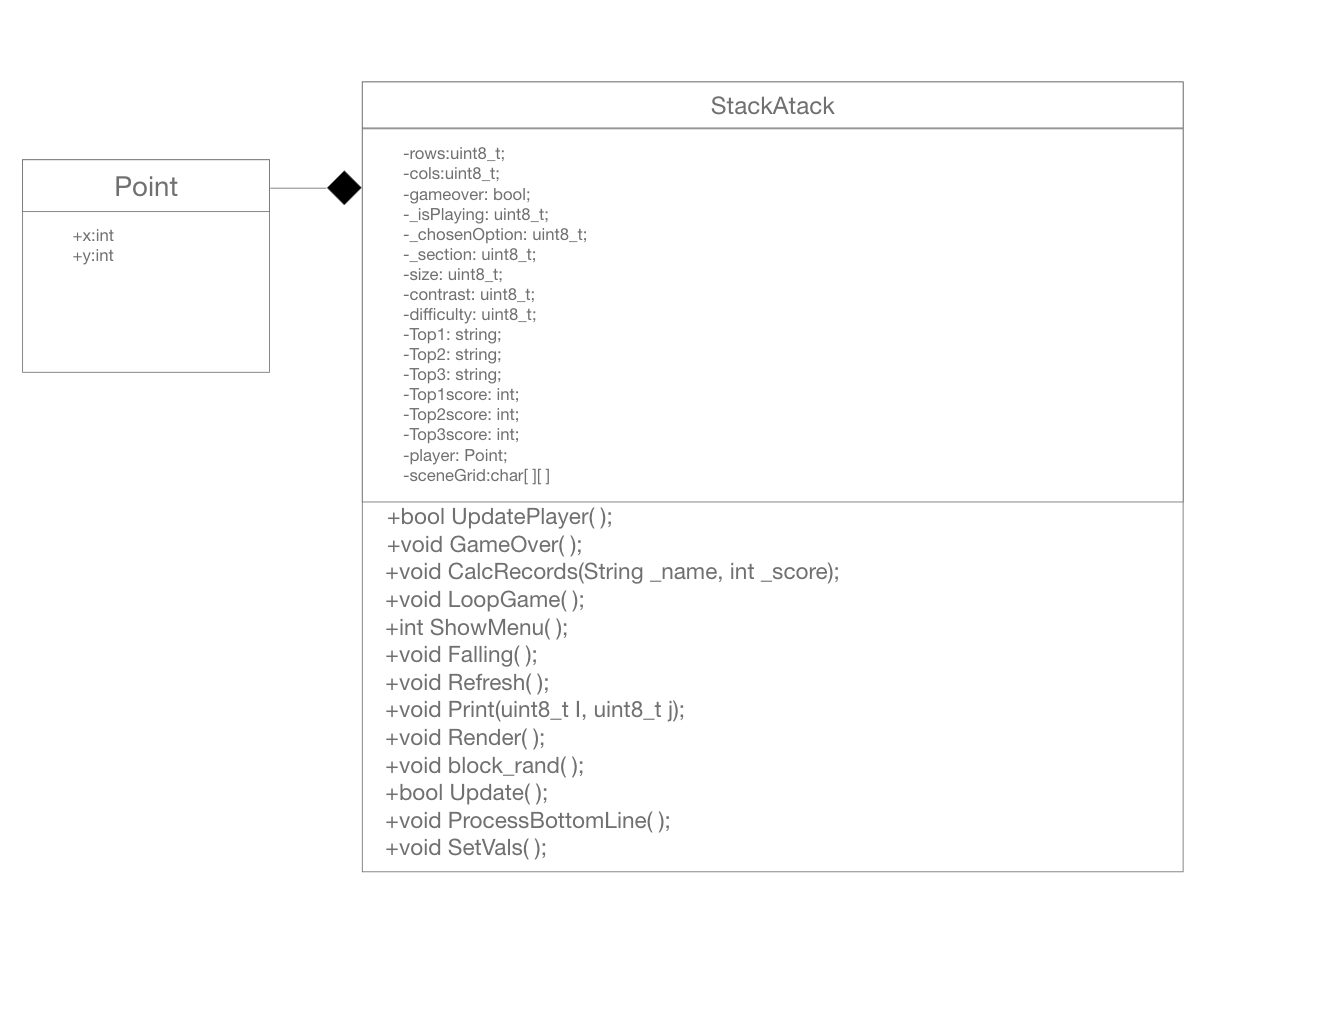 Point
+x:int
+y:int
StackAtack
-rows:uint8_t;
-cols:uint8_t;
-gameover: bool;
-_isPlaying: uint8_t;
-_chosenOption: uint8_t;
-_section: uint8_t;
-size: uint8_t;
-contrast: uint8_t;
-difficulty: uint8_t;
-Top1: string;
-Top2: string;
-Top3: string;
-Top1score: int;
-Top2score: int;
-Top3score: int;
-player: Point;
-sceneGrid:char[ ][ ]
+bool UpdatePlayer( );
+void GameOver( );
+void CalcRecords(String _name, int _score);
+void LoopGame( );
+int ShowMenu( );
+void Falling( );
+void Refresh( );
+void Print(uint8_t I, uint8_t j);
+void Render( );
+void block_rand( );
+bool Update( );
+void ProcessBottomLine( );
+void SetVals( );